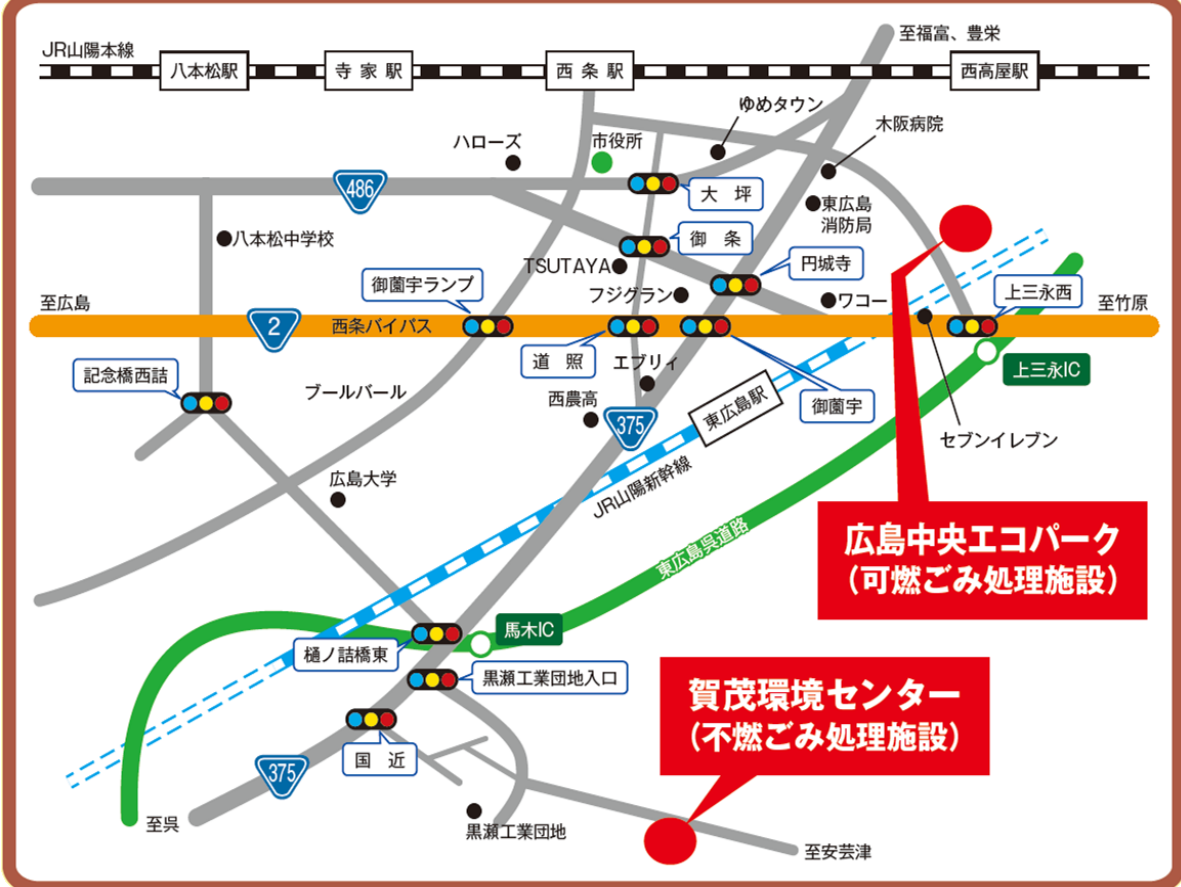 JR山陽本線
至福富、豊栄
八本松駅
寺家駅
西条駅
西高屋駅
ゆめタウン
木阪病院
ハローズ
市役所
486
大坪
東広島
消防局
八本松中学校
御条
TSUTAYA
円城寺
御薗宇ランプ
フジグラン
ワコー
上三永西
至広島
至竹原
2
西条バイパス
道照
エブリィ
上三永IC
記念橋西詰
ブールバール
西農高
375
東広島駅
御薗宇
セブンイレブン
広島大学
JR山陽新幹線
広島中央エコパーク
(可燃ごみ処理施設)
東広島呉道路
馬木IC
樋ノ詰橋東
黒瀬工業団地入口
賀茂環境センター
(不燃ごみ処理施設)
国近
375
至呉
黒瀬工業団地
至安芸津